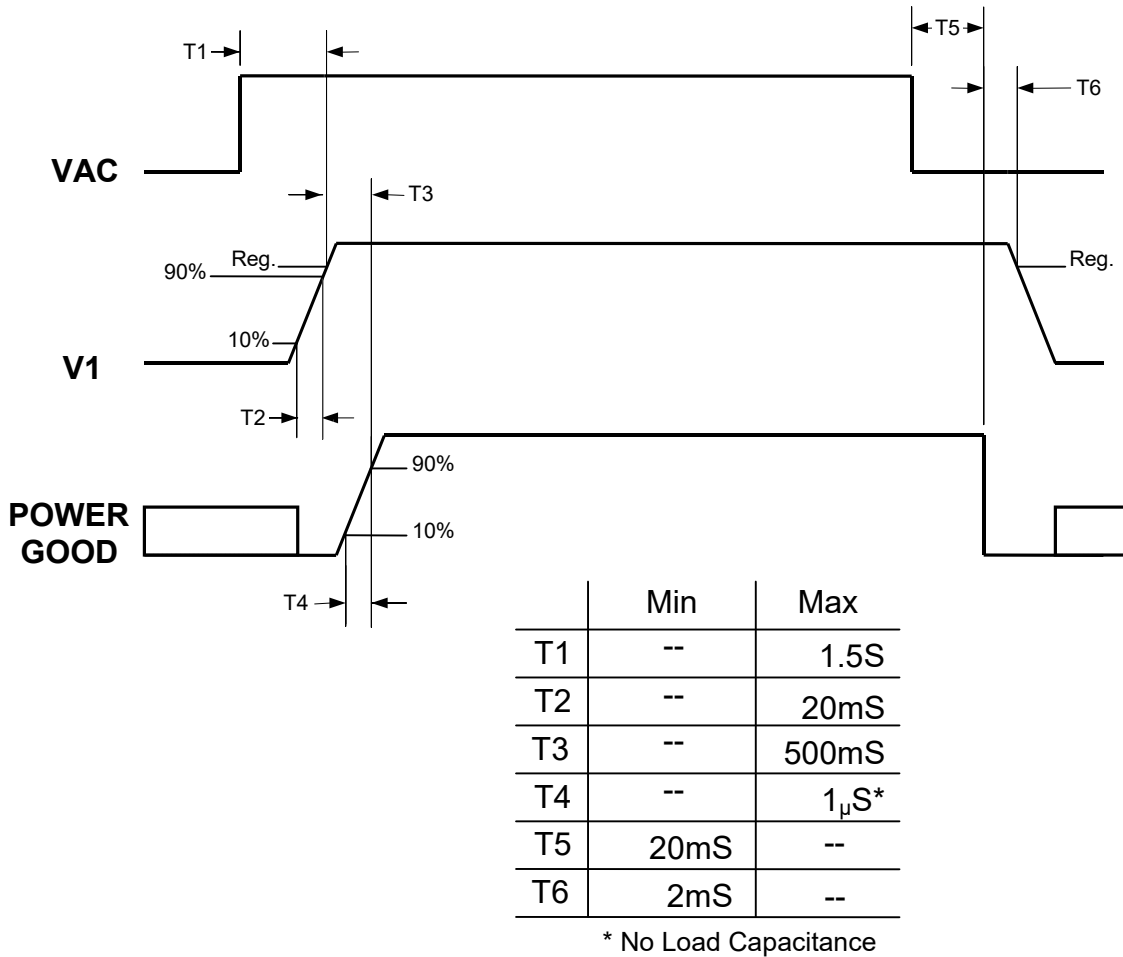 T1
T5
T6
VAC
T3
Reg.
90%
Reg.
10%
V1
T2
90%
POWER
GOOD
10%
T4
Min Max
T1 -- 1.5S
T2 -- 20mS
T3 -- 500mS
T4 -- 1µS*
T5 20mS --
T6 2mS --
* No Load Capacitance